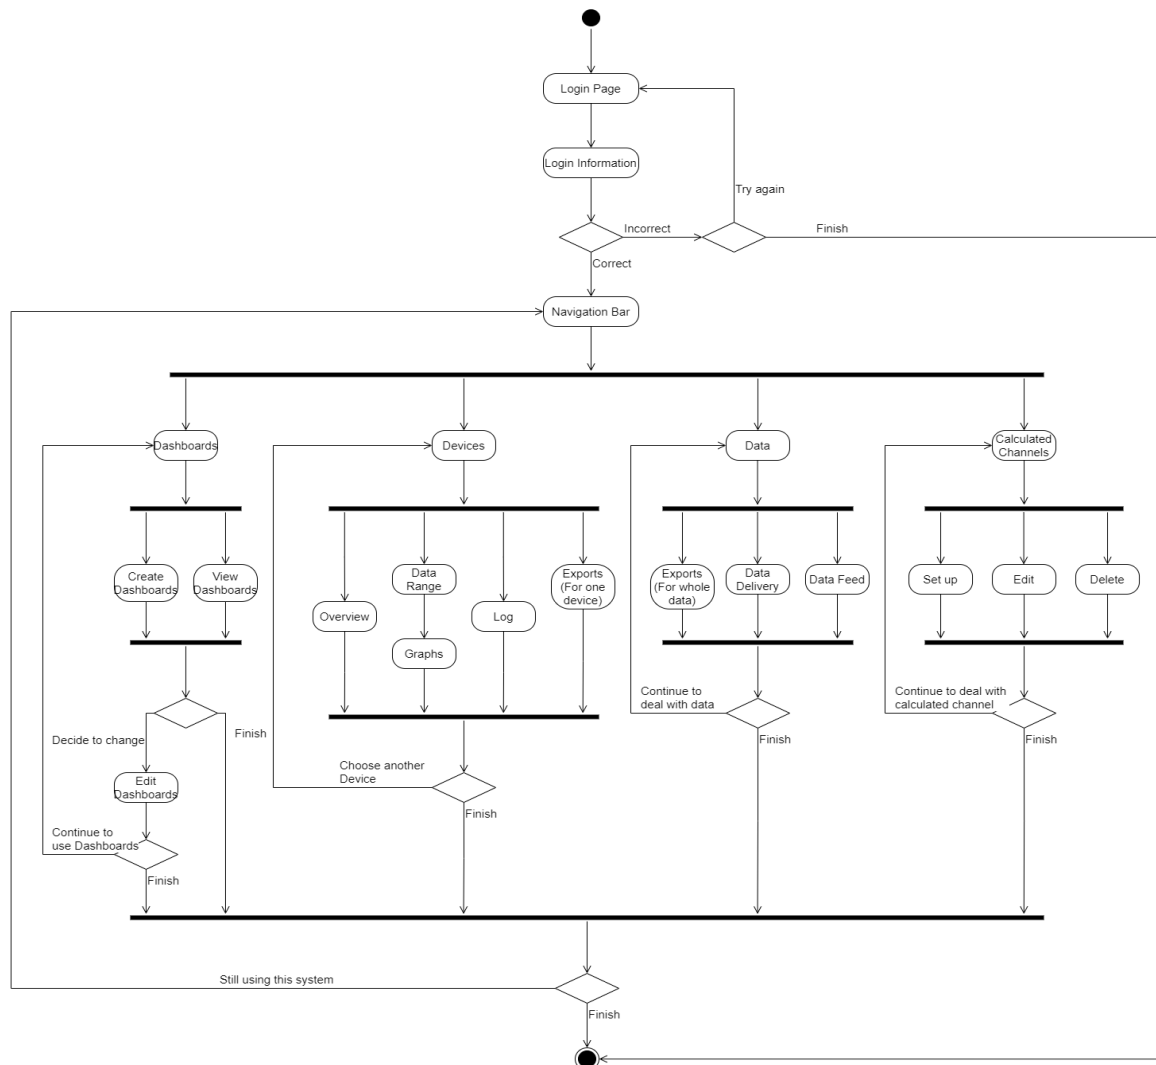 Login Page
Login Information
Try again
Incorrect
Finish
Correct
Navigation Bar
Dashboards
Devices
Data
Calculated
Channels
Create
Dashboards
View
Dashboards
Overview
Data
Range
Graphs
Log
Exports
(For one
device)
Exports
(For whole
data)
Data
Delivery
Data Feed
Set up
Edit
Delete
Decide to change
Finish
Edit
Dashboards
Continue to
use Dashboards
Finish
Choose another
Device
Finish
Continue to
deal with data
Finish
Continue to deal with
calculated channel
Finish
Still using this system
Finish